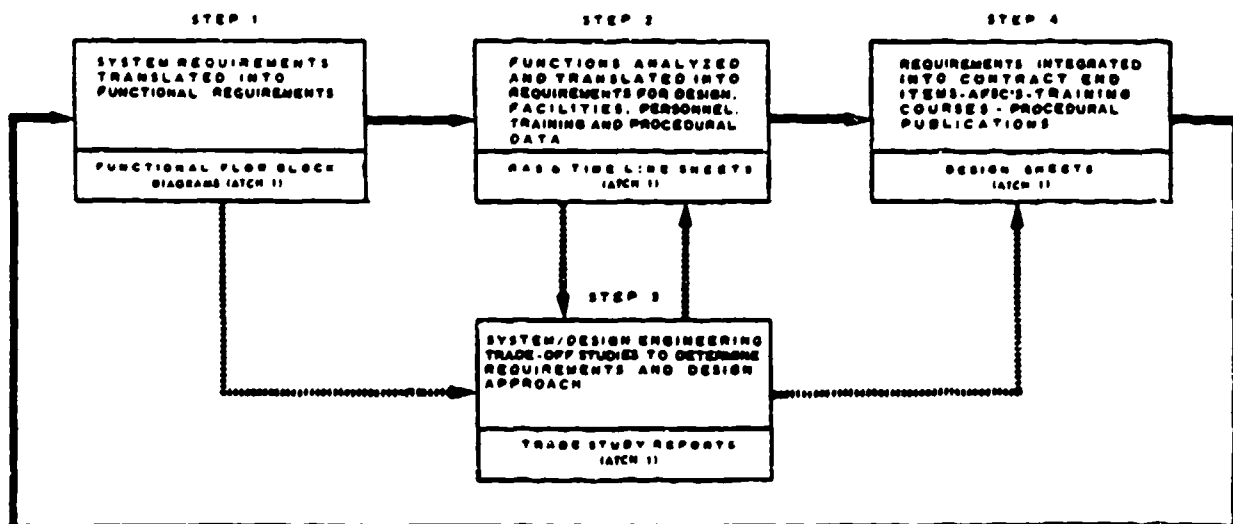 STEP 1
SYSTEM REQUIREMENTS
TRANSLATED INTO
FUNCTIONAL REQUIREMENTS
FUNCTIONAL FLOW BLOCK
DIAGRAMS (ATCH 1)
STEP 2
FUNCTIONS ANALYZED
AND TRANSLATED INTO
REQUIREMENTS FOR DESIGN,
FACILITIES, PERSONNEL,
TRAINING AND PROCEDURAL
DATA
RAS & TIME LINE SHEETS
(ATCH 1)
STEP 4
REQUIREMENTS INTEGRATED
INTO CONTRACT END
ITEMS-AFSC'S-TRAINING
COURSES - PROCEDURAL
PUBLICATIONS
DESIGN SHEETS
(ATCH 1)
STEP 3
SYSTEM/DESIGN ENGINEERING
TRADE-OFF STUDIES TO DETERMINE
REQUIREMENTS AND DESIGN
APPROACH
TRADE STUDY REPORTS
(ATCH 1)